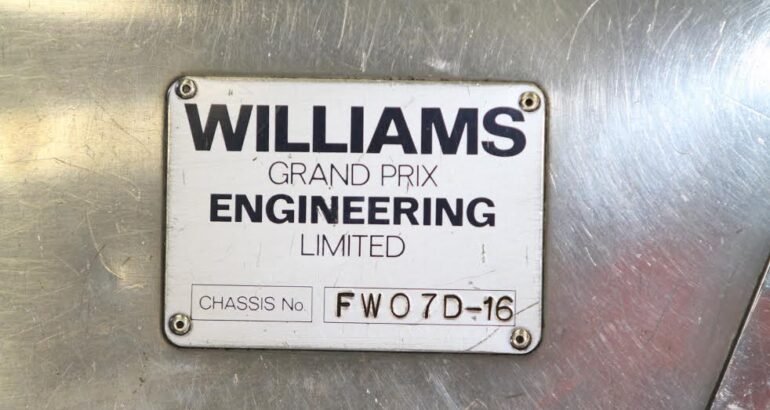 WILLIAMS
GRAND PRIX
ENGINEERING
LIMITED
CHASSIS No. FW07D-16